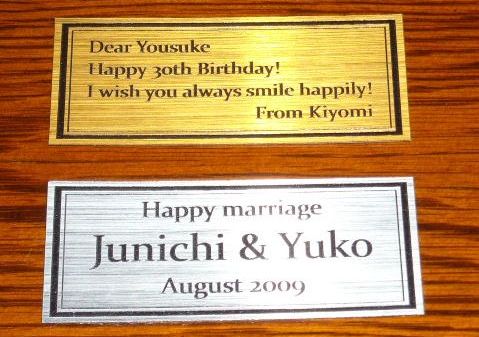 Dear Yousuke
Happy 30th Birthday!
I wish you always smile happily!
From Kiyomi
Happy marriage
Junichi & Yuko
August 2009